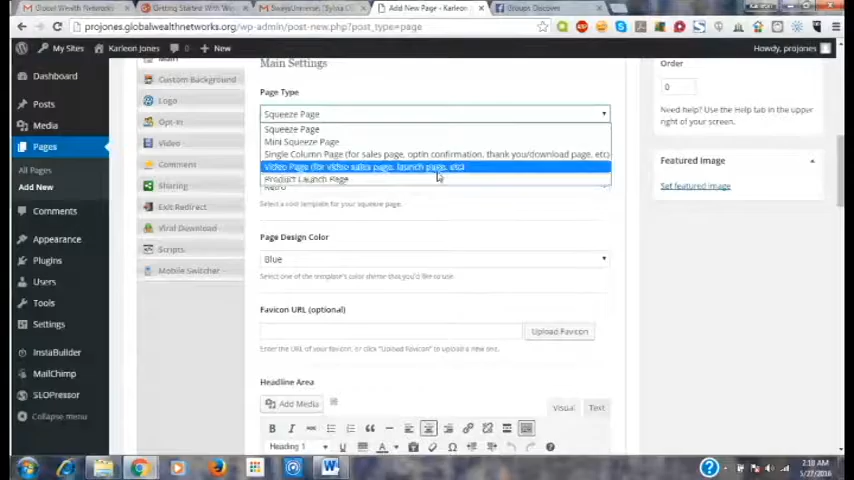 Global Wealth Networks
Getting Started With Wo
SwaysUniverse
Add New Page - Karleon J
Groups Discover
projones.globalwealthnetworks.org/wp-admin/post-new.php?post_type=page
My Sites
Karleon Jones
0
New
Howdy, projones
Dashboard
Posts
Media
Pages
All Pages
Add New
Comments
Appearance
Plugins
Users
Tools
Settings
InstaBuilder
MailChimp
SLOPressor
Collapse menu
Main
Custom Background
Logo
Opt-In
Video
Comment
Sharing
Exit Redirect
Viral Download
Scripts
Mobile Switcher
Main Settings
Page Type
Squeeze Page
Squeeze Page
Mini Squeeze Page
Single Column Page (for sales page, optin confirmation, thank you/download page, etc)
Video Page (for video sales page, launch page, etc)
Product Launch Page
Retro
Select a cool template for your squeeze page.
Page Design Color
Blue
Select one of the template's color theme that you'd like to use.
Favicon URL (optional)
Upload Favicon
Enter the URL of your favicon, or click "Upload Favicon" to upload a new one.
Headline Area
Add Media
Visual
Text
Heading 1
Order
0
Need help? Use the Help tab in the upper
right of your screen.
Featured Image
Set featured image
2:18 AM
5/27/2016